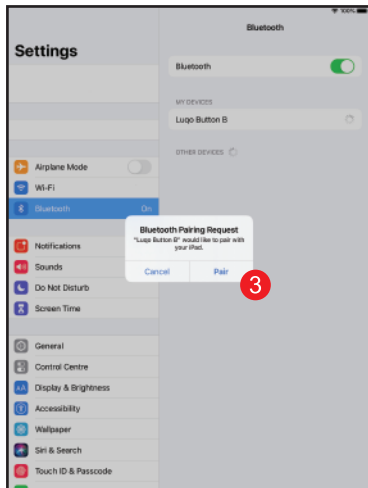 100%
Bluetooth
Settings
Bluetooth
MY DEVICES
Luqo Button B
OTHER DEVICES
Airplane Mode
Wi-Fi
Bluetooth On
Notifications
Sounds
Do Not Disturb
Screen Time
Bluetooth Pairing Request
"Luqo Button B" would like to pair with
your iPad.
Cancel Pair
3
General
Control Centre
AA Display & Brightness
Accessibility
Wallpaper
Siri & Search
Touch ID & Passcode